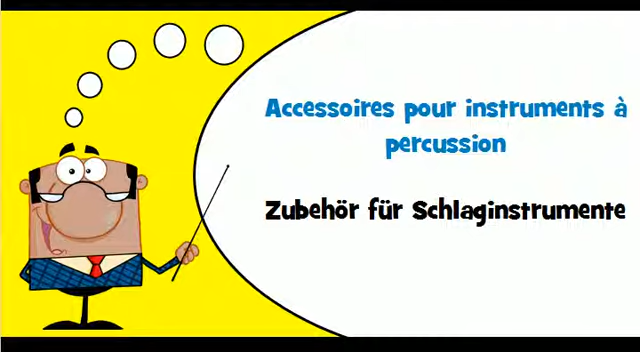 Accessoires pour instruments à
percussion
Zubehör für Schlaginstrumente